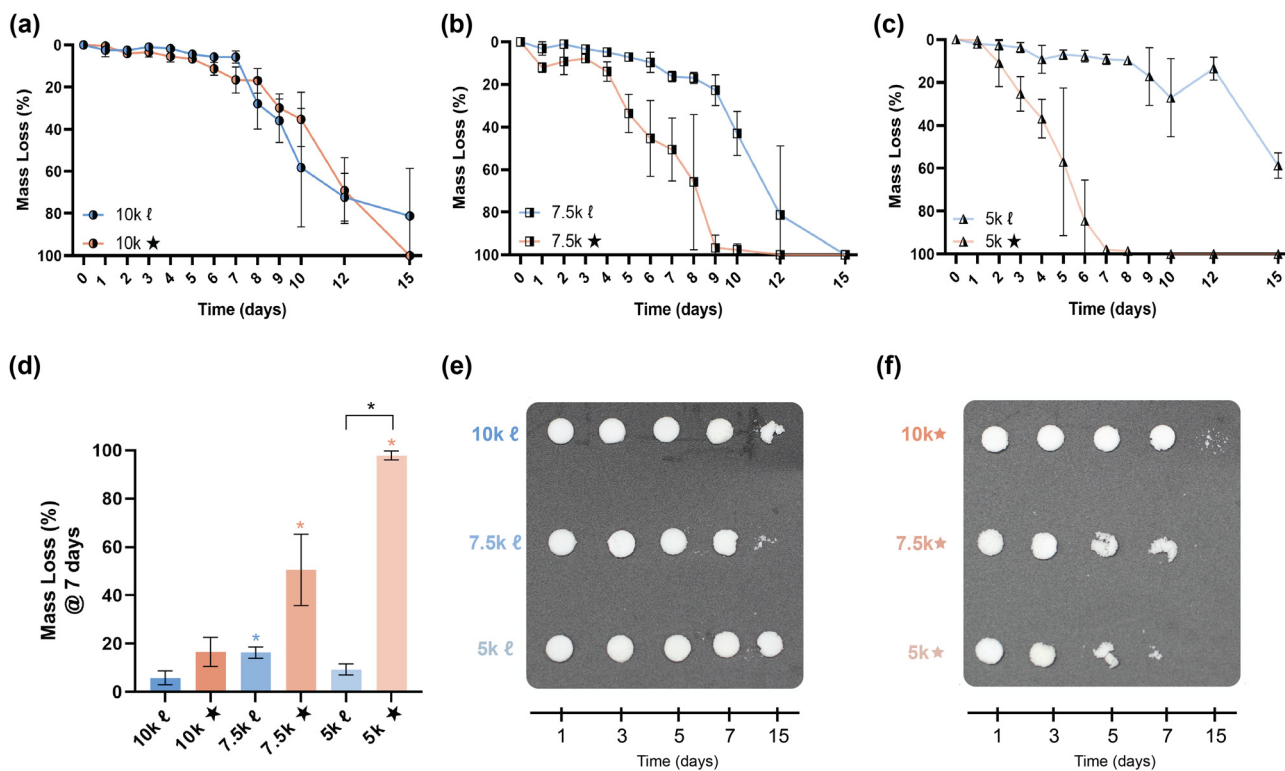 (a)
0
20
40
60
80
100
Mass Loss (%)
10k ℓ
10k ★
0 1 2 3 4 5 6 7 8 9 10 12 15
Time (days)
(b)
0
20
40
60
80
100
Mass Loss (%)
7.5k ℓ
7.5k ★
0 1 2 3 4 5 6 7 8 9 10 12 15
Time (days)
(c)
0
20
40
60
80
100
Mass Loss (%)
5k ℓ
5k ★
0 1 2 3 4 5 6 7 8 9 10 12 15
Time (days)
(d)
Mass Loss (%)
@ 7 days
100
80
60
40
20
0
*
*
*
*
10k ℓ
10k ★
7.5k ℓ
7.5k ★
5k ℓ
5k ★
(e)
10k ℓ
7.5k ℓ
5k ℓ
1 3 5 7 15
Time (days)
(f)
10k★
7.5k★
5k★
1 3 5 7 15
Time (days)